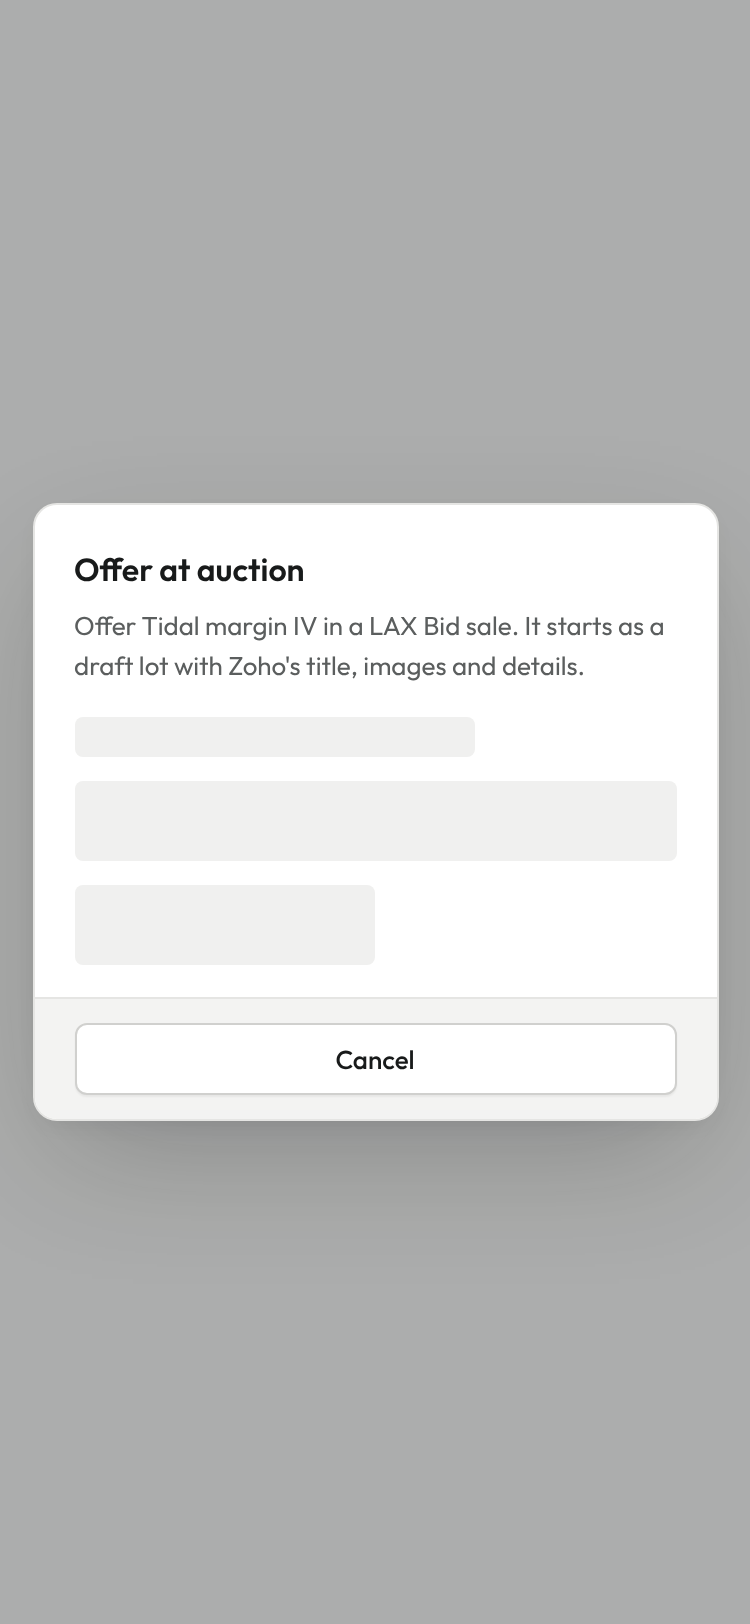 Offer at auction
Offer Tidal margin IV in a LAX Bid sale. It starts as a
draft lot with Zoho's title, images and details.
Cancel